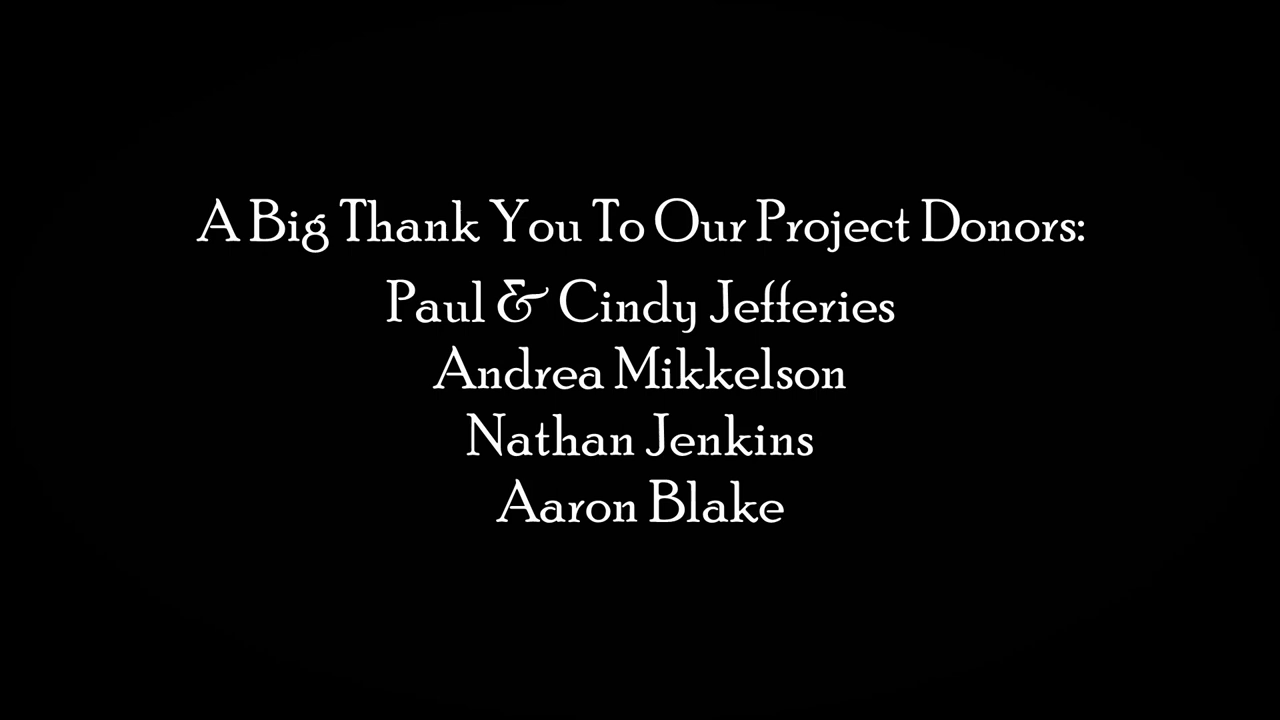 A Big Thank You To Our Project Donors:
Paul & Cindy Jefferies
Andrea Mikkelson
Nathan Jenkins
Aaron Blake